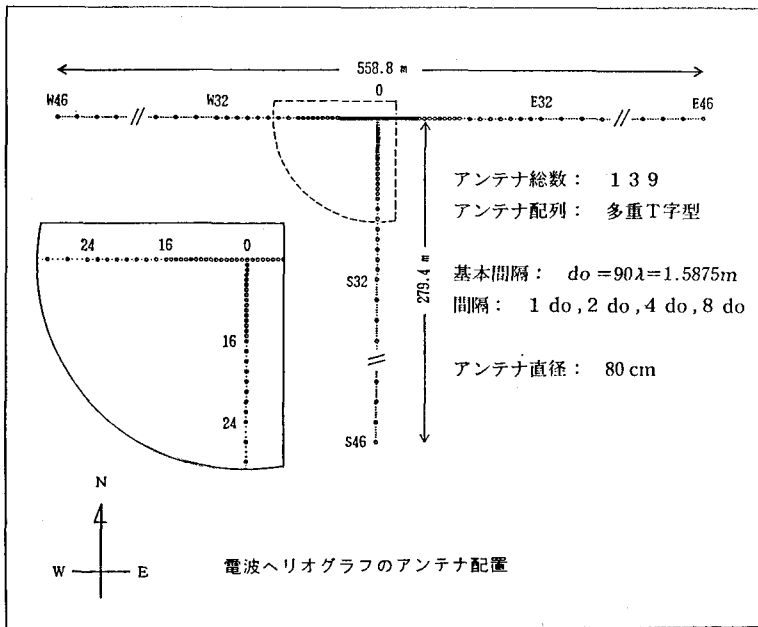 558.8 m
0
W46
W32
E32
E46
アンテナ総数： 139
アンテナ配列： 多重T字型
24
16
0
S32
279.4 m
基本間隔： do =90λ=1.5875m
間隔： 1 do , 2 do , 4 do , 8 do
16
アンテナ直径： 80 cm
24
S46
N
W
E
電波ヘリオグラフのアンテナ配置